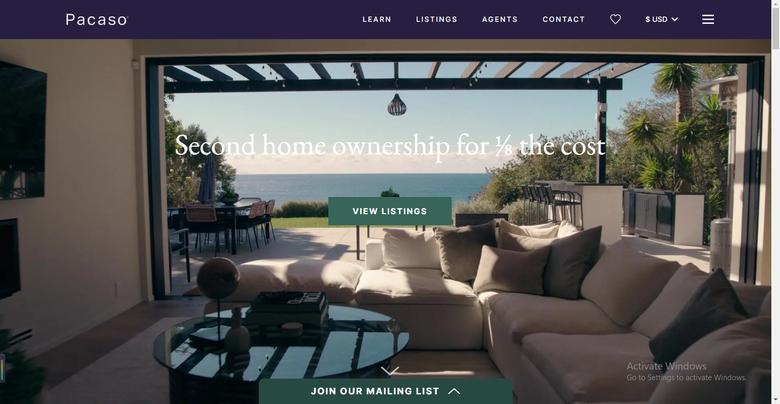 Pacaso
LEARN
LISTINGS
AGENTS
CONTACT
$ USD
Second home ownership for ⅛ the cost
VIEW LISTINGS
Activate Windows
Go to Settings to activate Windows.
JOIN OUR MAILING LIST